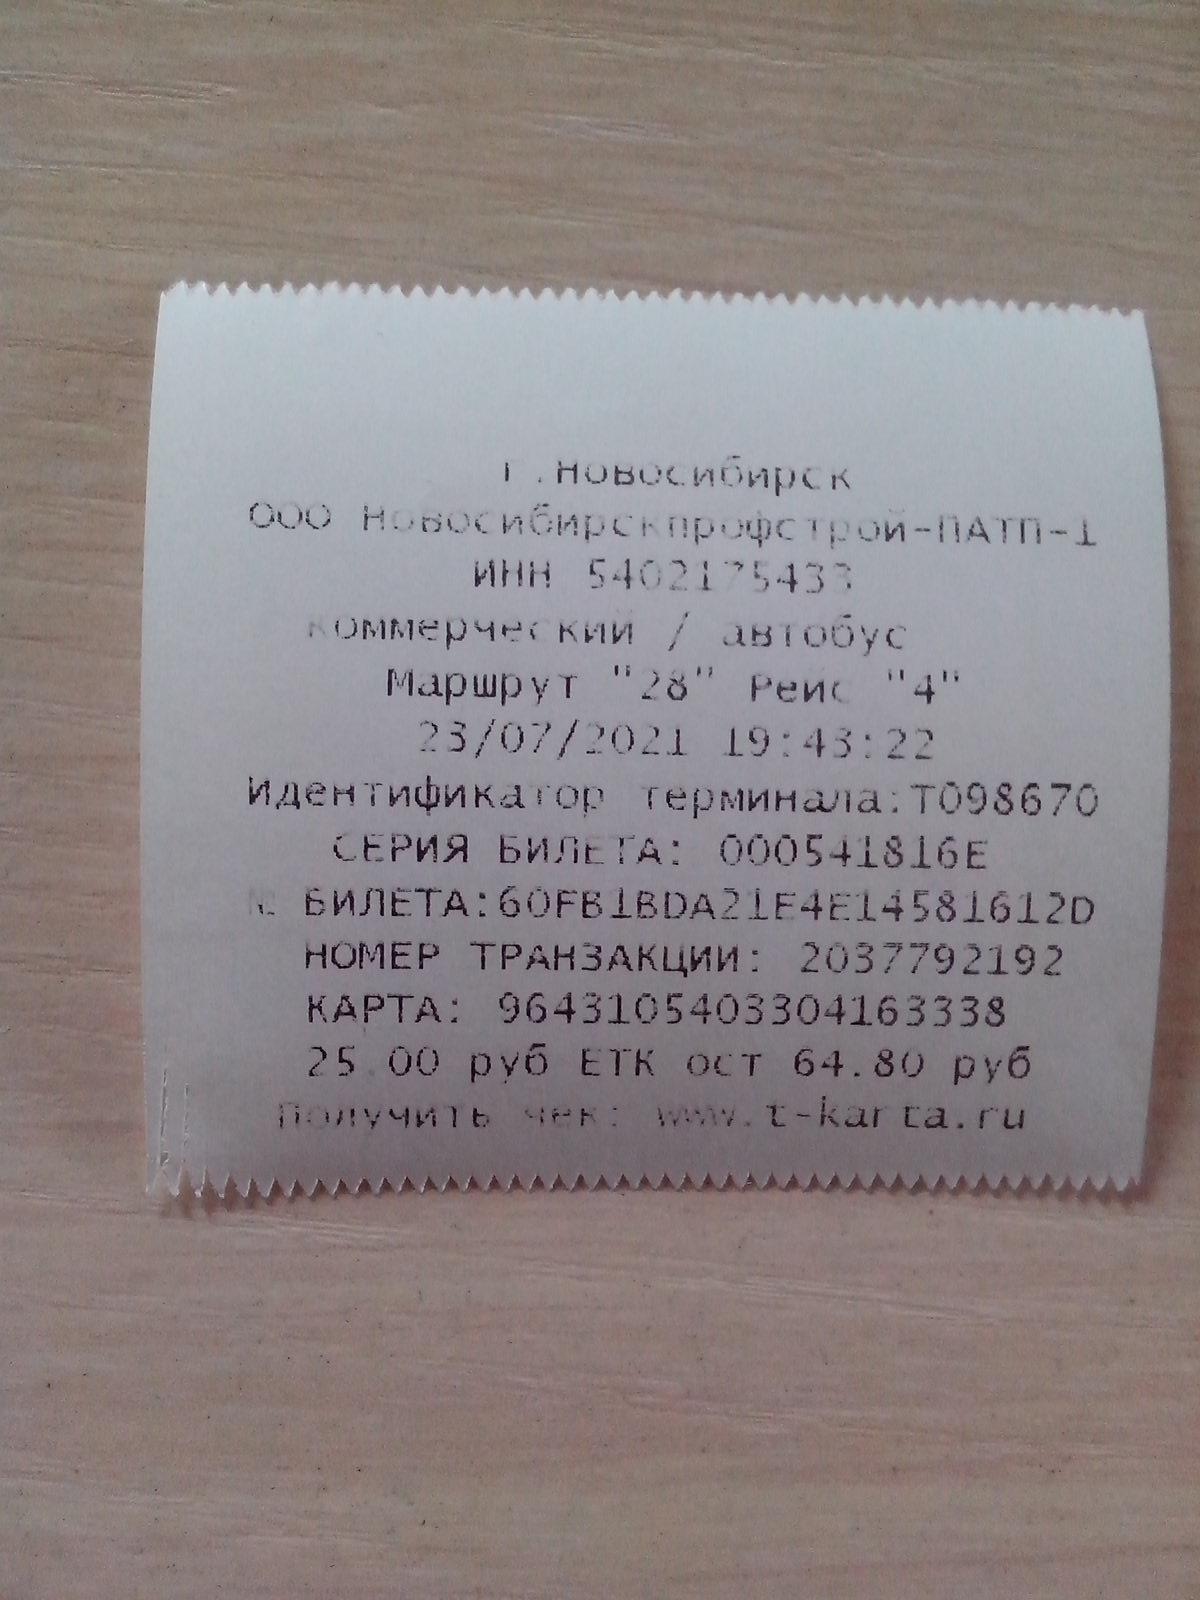 г.Новосибирск
ООО Новосибирскпрофстрой-ПАТП-1
ИНН 5402175433
Коммерческий / автобус
Маршрут "28" Рейс "4"
23/07/2021 19:43:22
Идентификатор терминала:T098670
СЕРИЯ БИЛЕТА: 000541816E
№ БИЛЕТА:60FB1BDA21E4E14581612D
НОМЕР ТРАНЗАКЦИИ: 2037792192
КАРТА: 9643105403304163338
25.00 руб ЕТК ост 64.80 руб
Получить чек: www.t-karta.ru